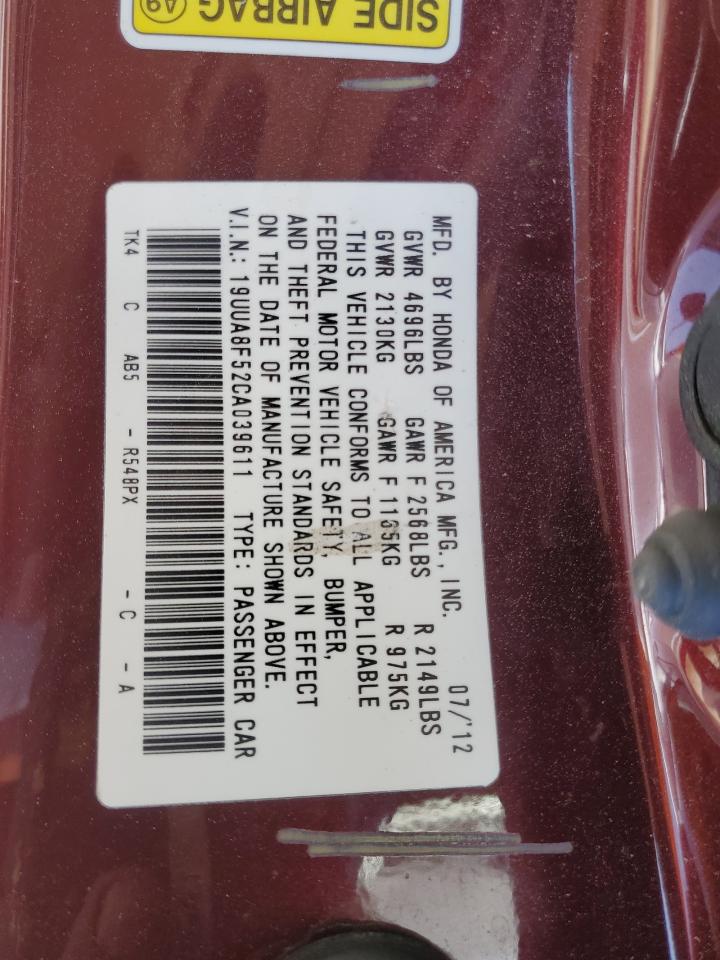 SIDE AIRBAG A9
MFD. BY HONDA OF AMERICA MFG., INC. 07/'12
GVWR 4696LBS GAWR F 2568LBS R 2149LBS
GVWR 2130KG GAWR F 1165KG R 975KG
THIS VEHICLE CONFORMS TO ALL APPLICABLE
FEDERAL MOTOR VEHICLE SAFETY, BUMPER,
AND THEFT PREVENTION STANDARDS IN EFFECT
ON THE DATE OF MANUFACTURE SHOWN ABOVE.
V.I.N.: 19UUA8F52CA039611 TYPE: PASSENGER CAR
TK4 C AB5 - R548PX - C - A